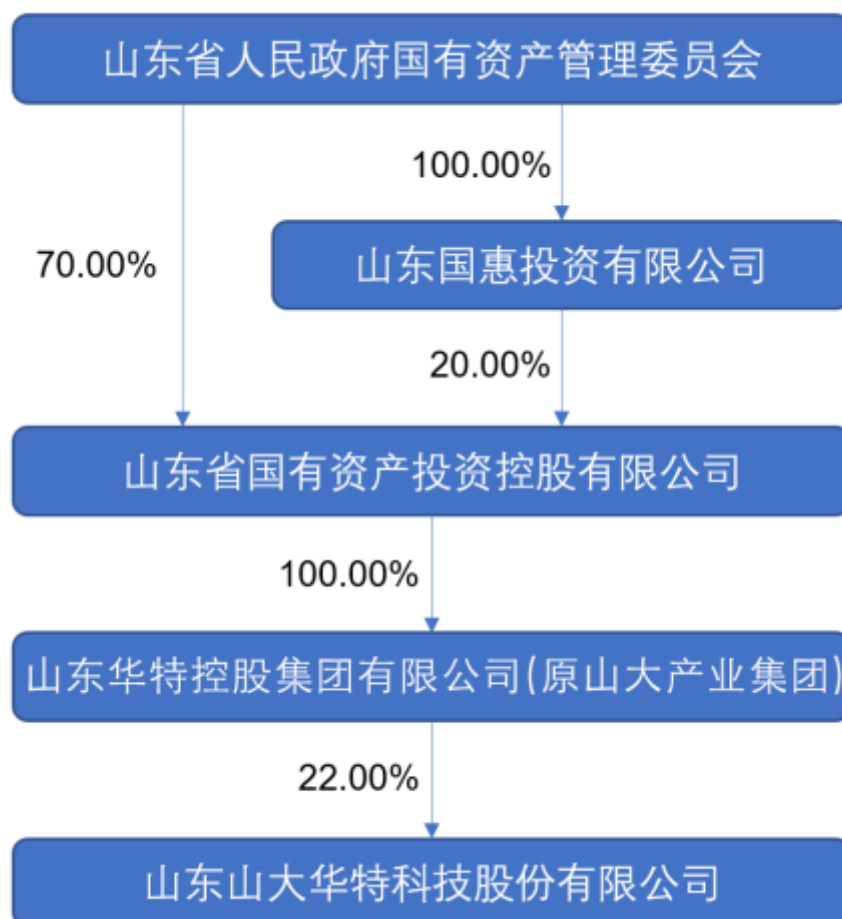 山东省人民政府国有资产管理委员会
100.00%
70.00%
山东国惠投资有限公司
20.00%
山东省国有资产投资控股有限公司
100.00%
山东华特控股集团有限公司(原山大产业集团)
22.00%
山东山大华特科技股份有限公司